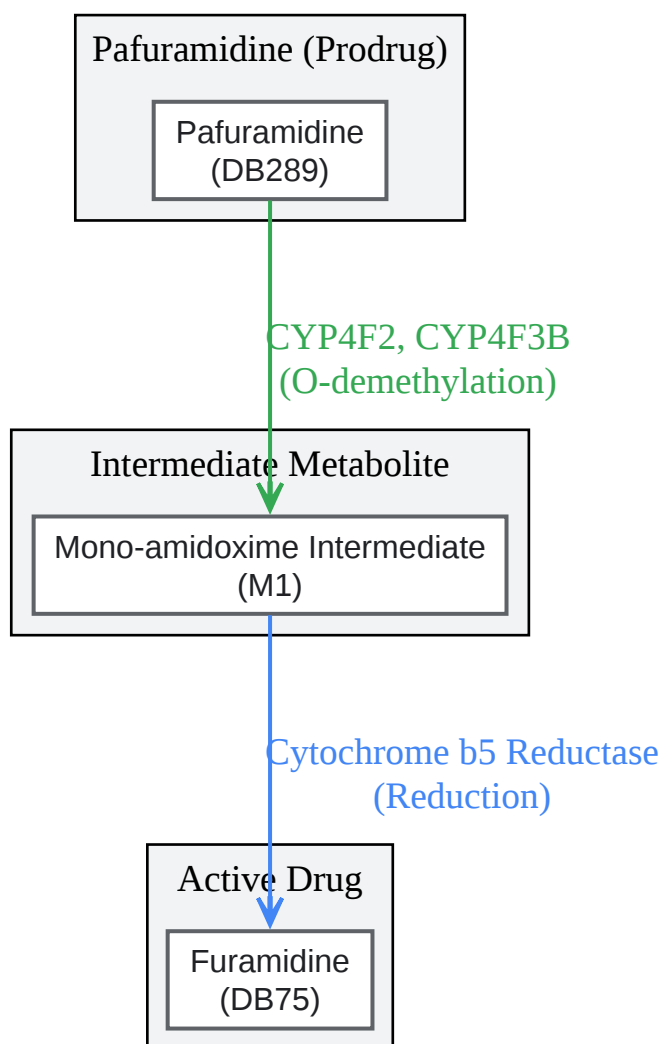 Pafuramidine (Prodrug)
Pafuramidine
(DB289)
CYP4F2, CYP4F3B
(O-demethylation)
Intermediate Metabolite
Mono-amidoxime Intermediate
(M1)
Cytochrome b5 Reductase
(Reduction)
Active Drug
Furamidine
(DB75)